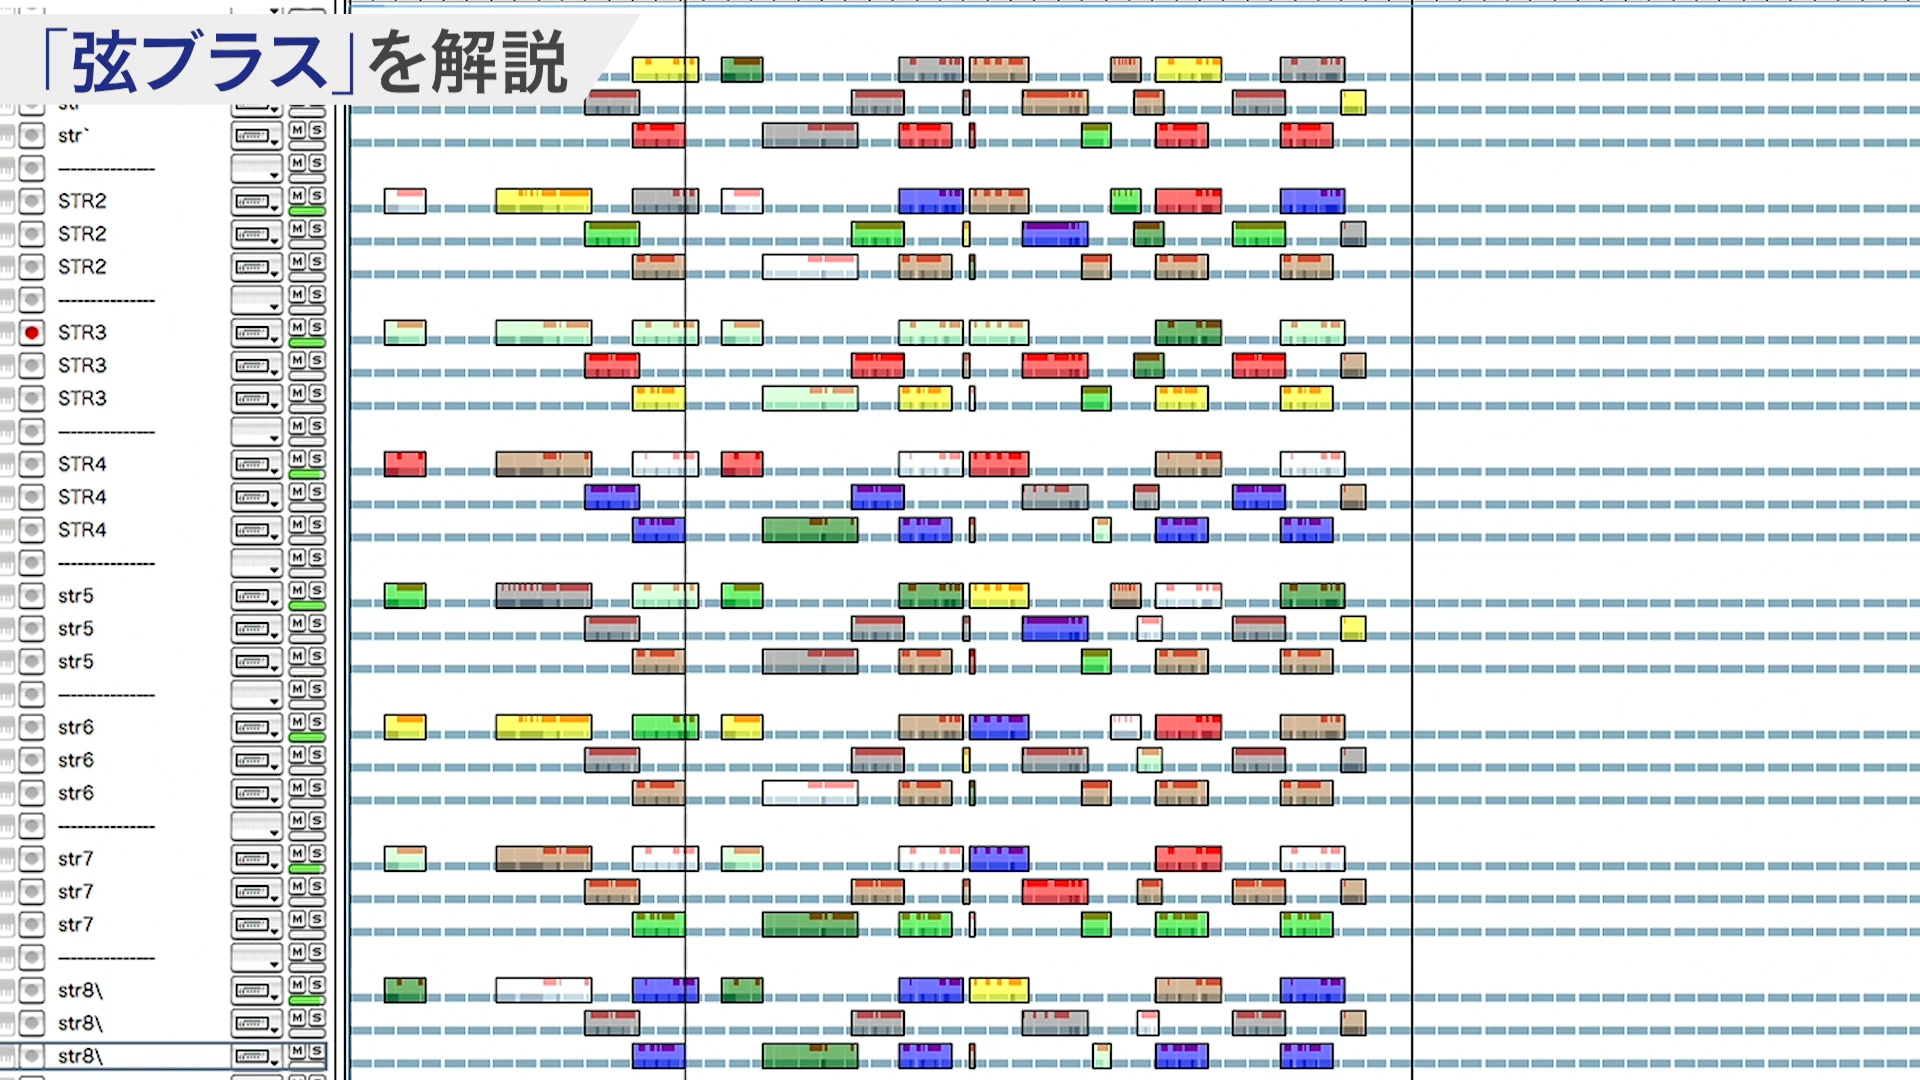 「弦ブラス」を解説
str
str` M S
-------------- M S
STR2 M S
STR2 M S
STR2 M S
-------------- M S
STR3 M S
STR3 M S
STR3 M S
-------------- M S
STR4 M S
STR4 M S
STR4 M S
-------------- M S
str5 M S
str5 M S
str5 M S
-------------- M S
str6 M S
str6 M S
str6 M S
-------------- M S
str7 M S
str7 M S
str7 M S
-------------- M S
str8\ M S
str8\ M S
str8\ M S